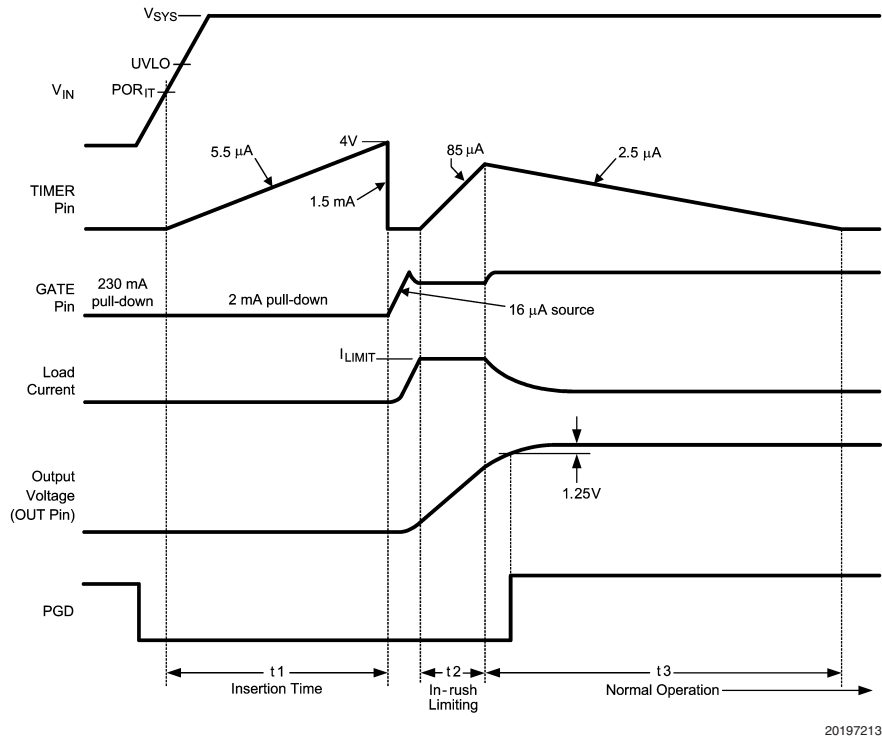 VSYS
UVLO
VIN
PORIT
4V
5.5 μA
85 μA
2.5 μA
1.5 mA
TIMER
Pin
230 mA
pull-down
GATE
Pin
2 mA pull-down
16 μA source
ILIMIT
Load
Current
Output
Voltage
(OUT Pin)
1.25V
PGD
t1
t2
t3
Insertion Time
In-rush
Limiting
Normal Operation
20197213